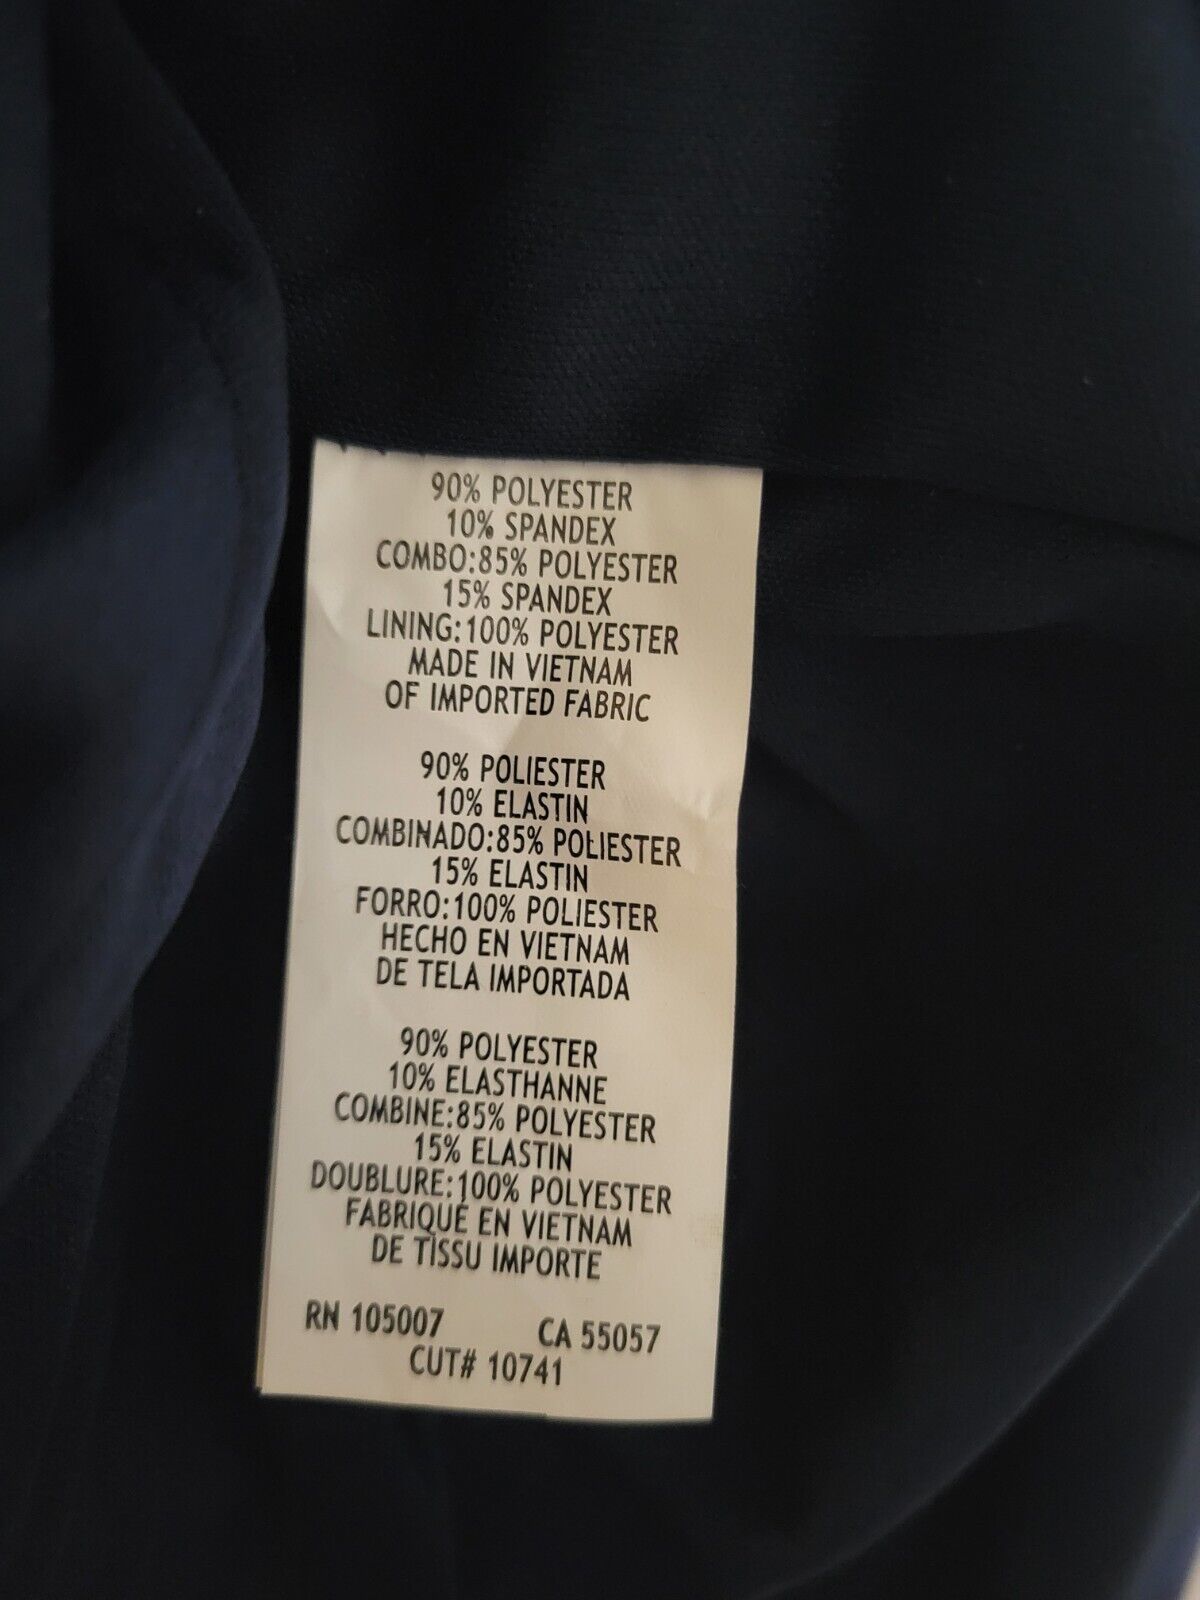 90% POLYESTER
10% SPANDEX
COMBO:85% POLYESTER
15% SPANDEX
LINING:100% POLYESTER
MADE IN VIETNAM
OF IMPORTED FABRIC
90% POLIESTER
10% ELASTIN
COMBINADO:85% POLIESTER
15% ELASTIN
FORRO:100% POLIESTER
HECHO EN VIETNAM
DE TELA IMPORTADA
90% POLYESTER
10% ELASTHANNE
COMBINE:85% POLYESTER
15% ELASTIN
DOUBLURE:100% POLYESTER
FABRIQUÉ EN VIETNAM
DE TISSU IMPORTE
RN 105007 CA 55057
CUT# 10741